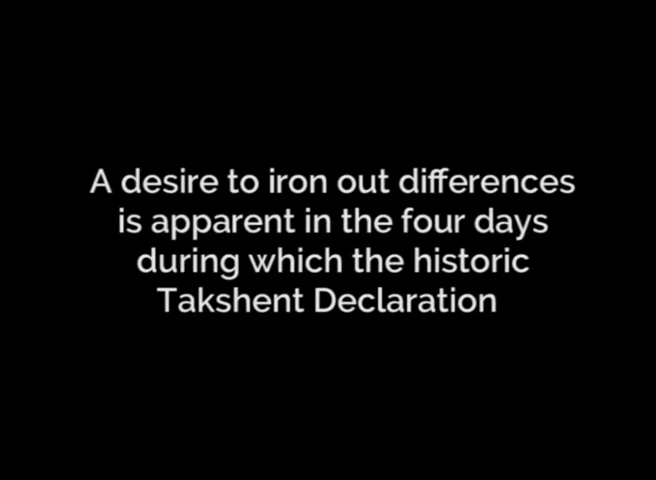 A desire to iron out differences
is apparent in the four days
during which the historic
Takshent Declaration